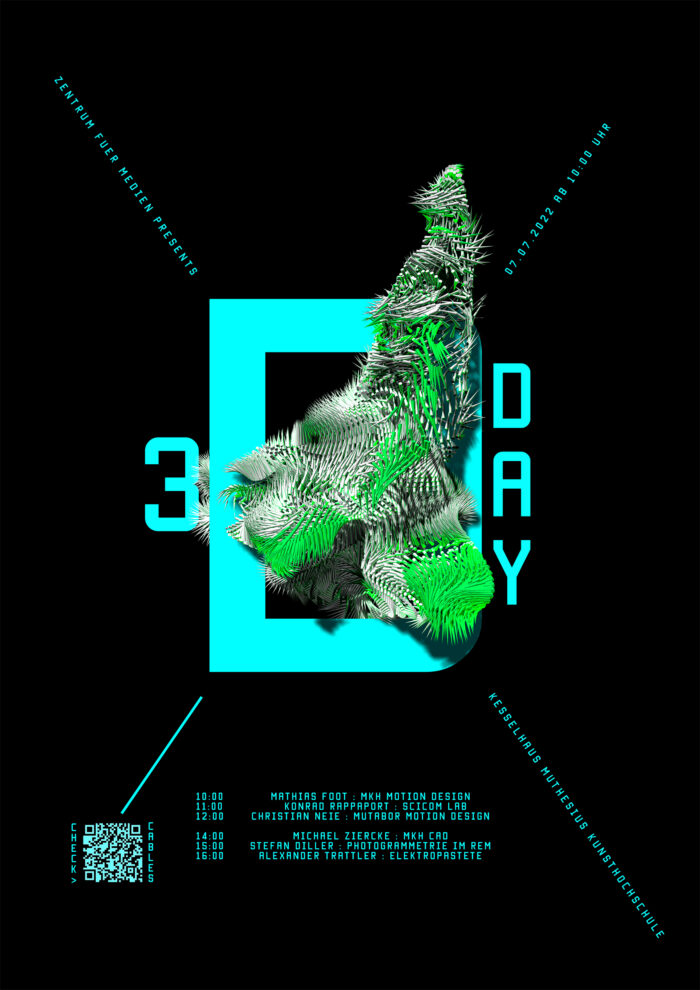 ZENTRUM FUER MEDIEN PRESENTS
07.07.2022 AB 10:00 UHR
3
D
DAY
KESSELHAUS MUTHESIUS KUNSTHOCHSCHULE
10:00 MATHIAS FOOT : MKH MOTION DESIGN
11:00 KONRAD RAPPAPORT : SCICOM LAB
12:00 CHRISTIAN NEIE : MUTABOR MOTION DESIGN
14:00 MICHAEL ZIERCKE : MKH CAD
15:00 STEFAN DILLER : PHOTOGRAMMETRIE IM REM
16:00 ALEXANDER TRATTLER : ELEKTROPASTETE
CHECK>
CABLES